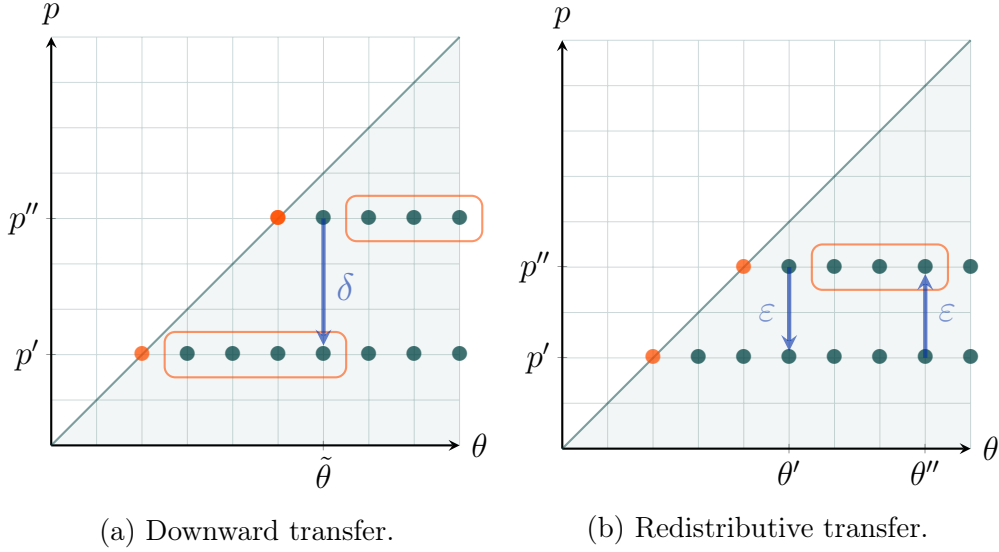 p
p″
p′
δ
θ̃
θ
(a) Downward transfer.
p
p″
p′
ε
ε
θ′
θ″
θ
(b) Redistributive transfer.